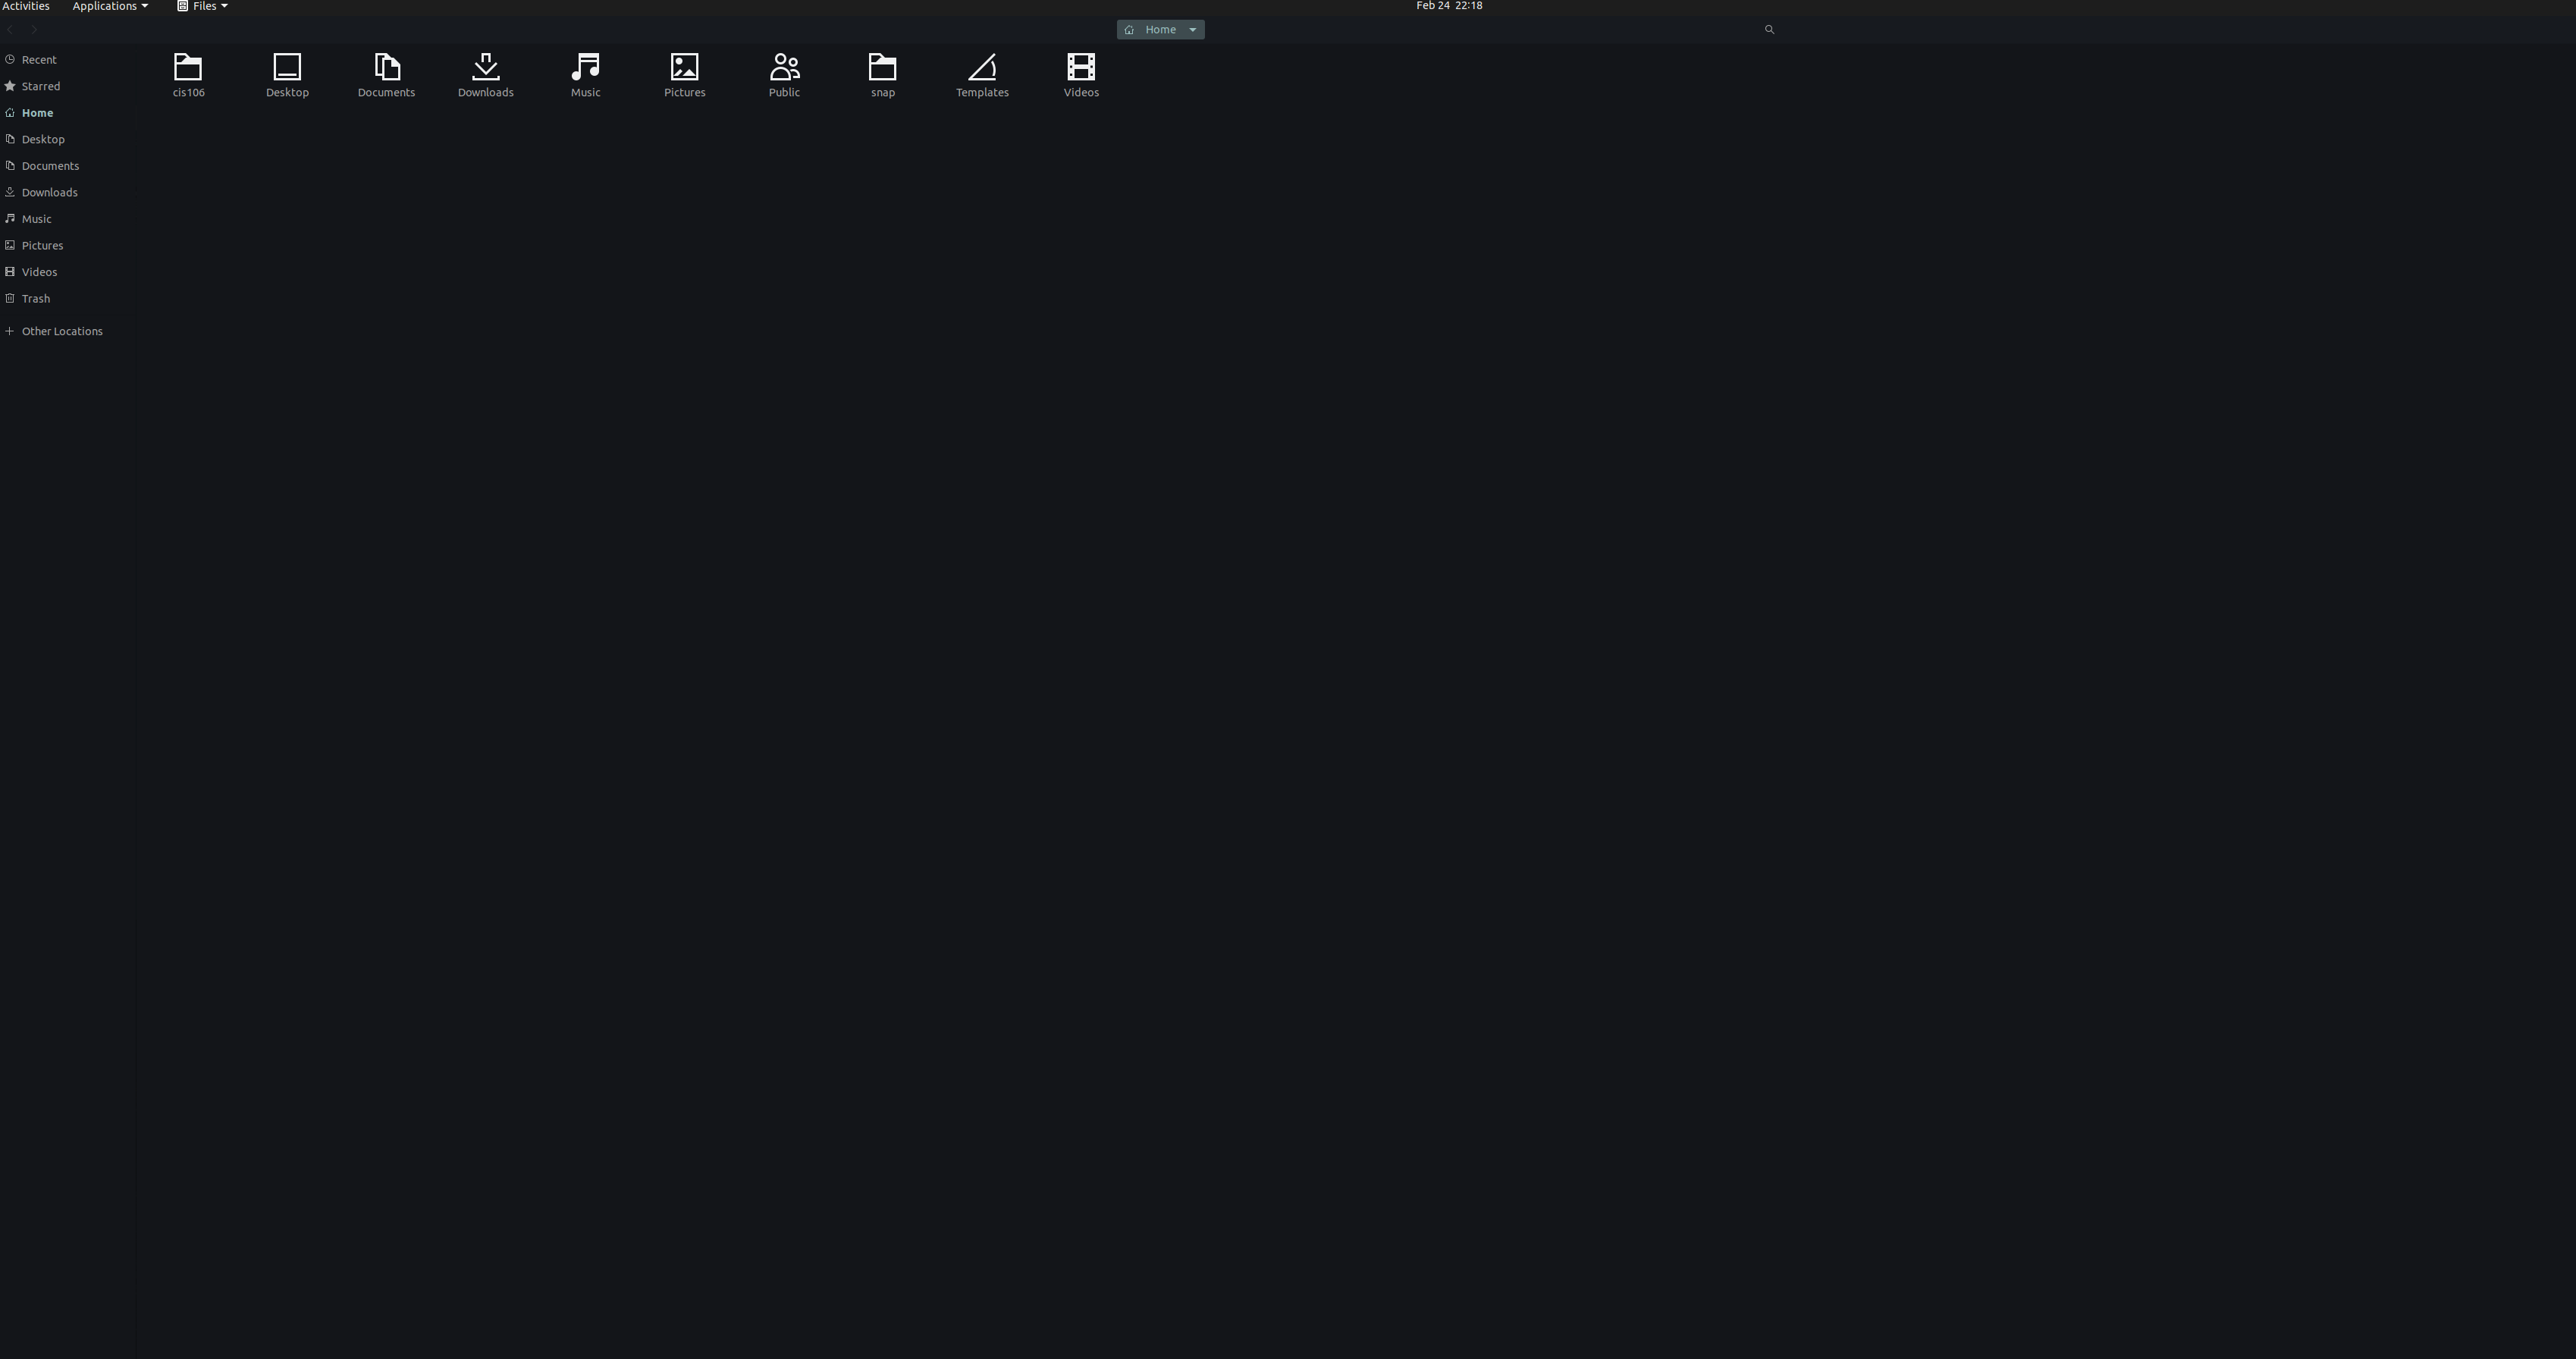 Activities Applications Files Feb 24 22:18
Home
Recent
Starred
Home
Desktop
Documents
Downloads
Music
Pictures
Videos
Trash
Other Locations
cis106 Desktop Documents Downloads Music Pictures Public snap Templates Videos